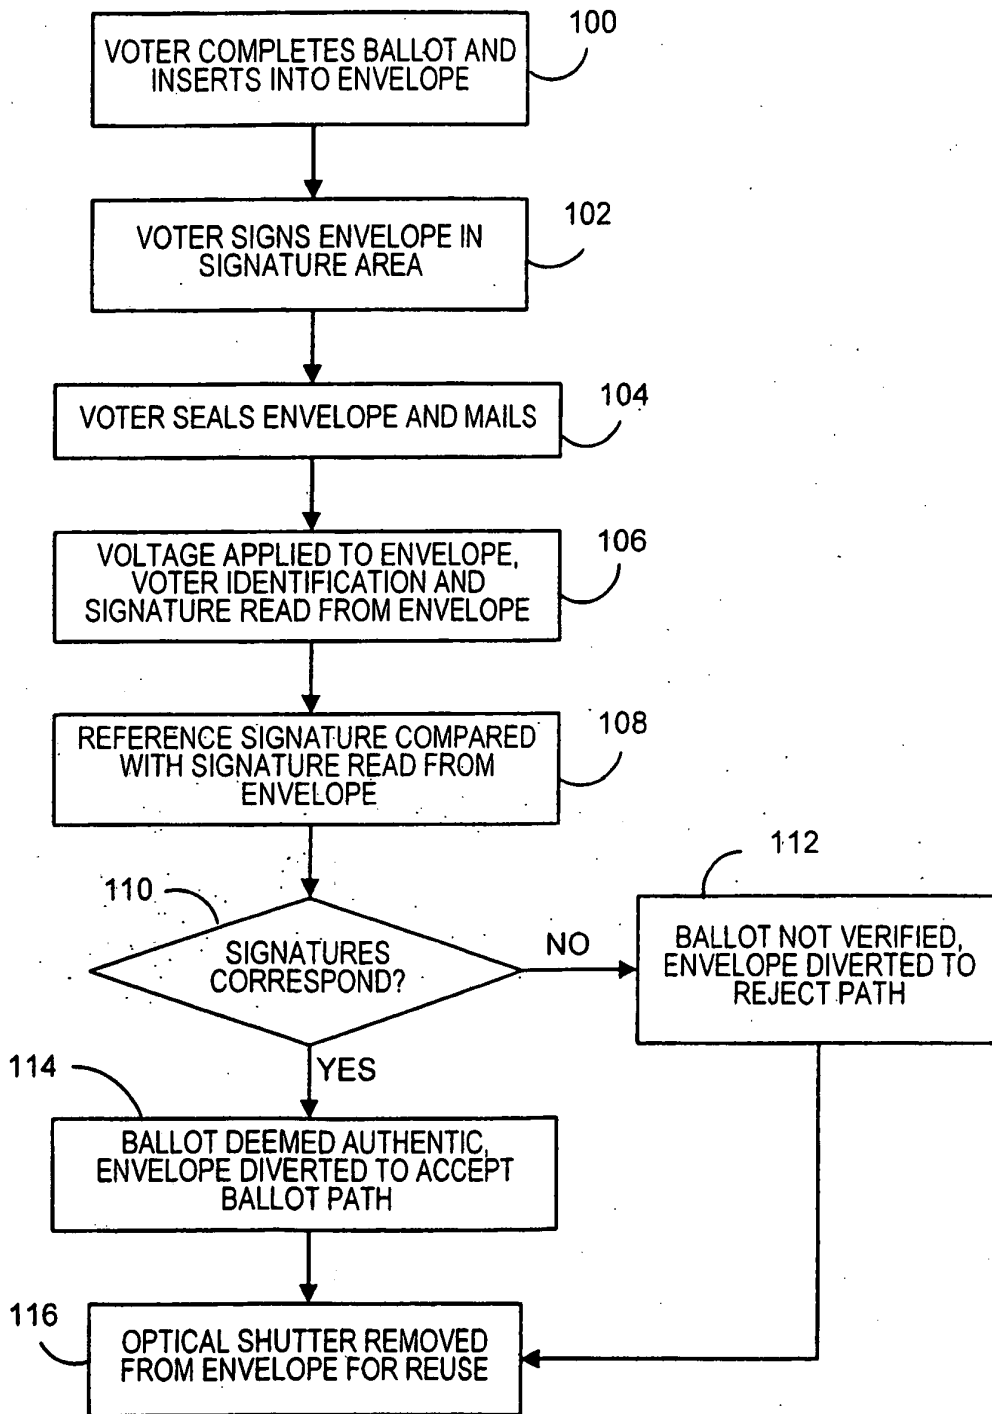 100
VOTER COMPLETES BALLOT AND
INSERTS INTO ENVELOPE
102
VOTER SIGNS ENVELOPE IN
SIGNATURE AREA
104
VOTER SEALS ENVELOPE AND MAILS
106
VOLTAGE APPLIED TO ENVELOPE,
VOTER IDENTIFICATION AND
SIGNATURE READ FROM ENVELOPE
108
REFERENCE SIGNATURE COMPARED
WITH SIGNATURE READ FROM
ENVELOPE
110
SIGNATURES
CORRESPOND?
NO
112
BALLOT NOT VERIFIED,
ENVELOPE DIVERTED TO
REJECT PATH
YES
114
BALLOT DEEMED AUTHENTIC,
ENVELOPE DIVERTED TO ACCEPT
BALLOT PATH
116
OPTICAL SHUTTER REMOVED
FROM ENVELOPE FOR REUSE